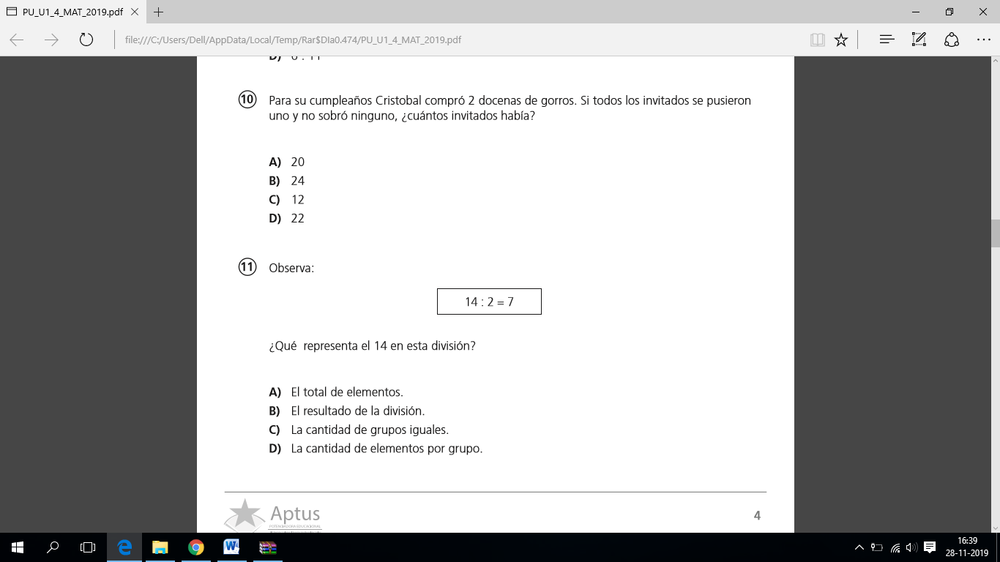 PU_U1_4_MAT_2019.pdf
file:///C:/Users/Dell/AppData/Local/Temp/Rar$DIa0.474/PU_U1_4_MAT_2019.pdf
10 Para su cumpleaños Cristobal compró 2 docenas de gorros. Si todos los invitados se pusieron
uno y no sobró ninguno, ¿cuántos invitados había?
A) 20
B) 24
C) 12
D) 22
11 Observa:
14 : 2 = 7
¿Qué representa el 14 en esta división?
A) El total de elementos.
B) El resultado de la división.
C) La cantidad de grupos iguales.
D) La cantidad de elementos por grupo.
Aptus
POTENCIADORA EDUCACIONAL
4
16:39
28-11-2019